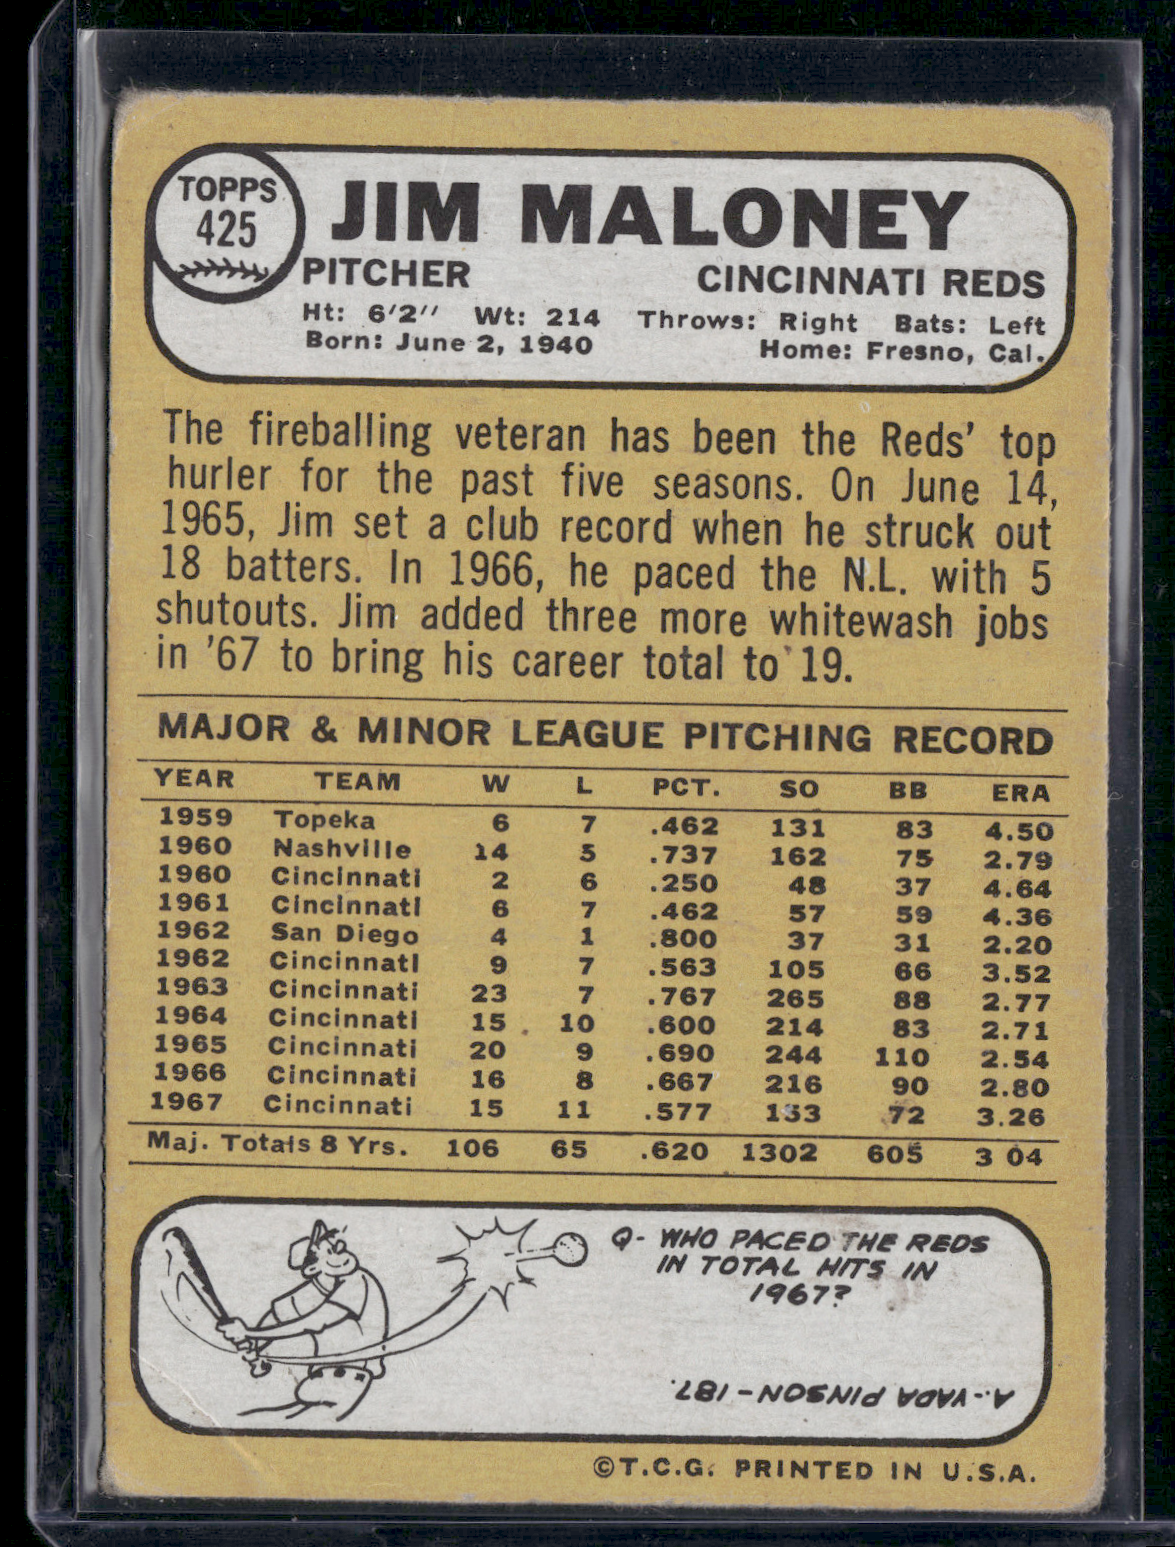 TOPPS
425
JIM MALONEY
PITCHER CINCINNATI REDS
Ht: 6'2" Wt: 214 Throws: Right Bats: Left
Born: June 2, 1940 Home: Fresno, Cal.
The fireballing veteran has been the Reds' top
hurler for the past five seasons. On June 14,
1965, Jim set a club record when he struck out
18 batters. In 1966, he paced the N.L. with 5
shutouts. Jim added three more whitewash jobs
in '67 to bring his career total to 19.
MAJOR & MINOR LEAGUE PITCHING RECORD
YEAR TEAM W L PCT. SO BB ERA
1959 Topeka 6 7 .462 131 83 4.50
1960 Nashville 14 5 .737 162 75 2.79
1960 Cincinnati 2 6 .250 48 37 4.64
1961 Cincinnati 6 7 .462 57 59 4.36
1962 San Diego 4 1 .800 37 31 2.20
1962 Cincinnati 9 7 .563 105 66 3.52
1963 Cincinnati 23 7 .767 265 88 2.77
1964 Cincinnati 15 10 .600 214 83 2.71
1965 Cincinnati 20 9 .690 244 110 2.54
1966 Cincinnati 16 8 .667 216 90 2.80
1967 Cincinnati 15 11 .577 153 72 3.26
Maj. Totals 8 Yrs. 106 65 .620 1302 605 3 04
Q- WHO PACED THE REDS
IN TOTAL HITS IN
1967?
A-- VADA PINSON - 187.
©T.C.G. PRINTED IN U.S.A.